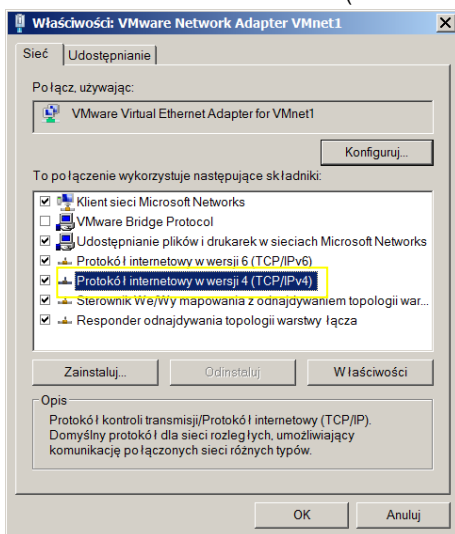 Właściwości: VMware Network Adapter VMnet1
Sieć
Udostępnianie
Połącz, używając:
VMware Virtual Ethernet Adapter for VMnet1
Konfiguruj...
To połączenie wykorzystuje następujące składniki:
Klient sieci Microsoft Networks
VMware Bridge Protocol
Udostępnianie plików i drukarek w sieciach Microsoft Networks
Protokół internetowy w wersji 6 (TCP/IPv6)
Protokół internetowy w wersji 4 (TCP/IPv4)
Sterownik We/Wy mapowania z odnajdywaniem topologii war...
Responder odnajdywania topologii warstwy łącza
Zainstaluj...
Odinstaluj
Właściwości
Opis
Protokół kontroli transmisji/Protokół internetowy (TCP/IP).
Domyślny protokół dla sieci rozległych, umożliwiający
komunikację połączonych sieci różnych typów.
OK
Anuluj